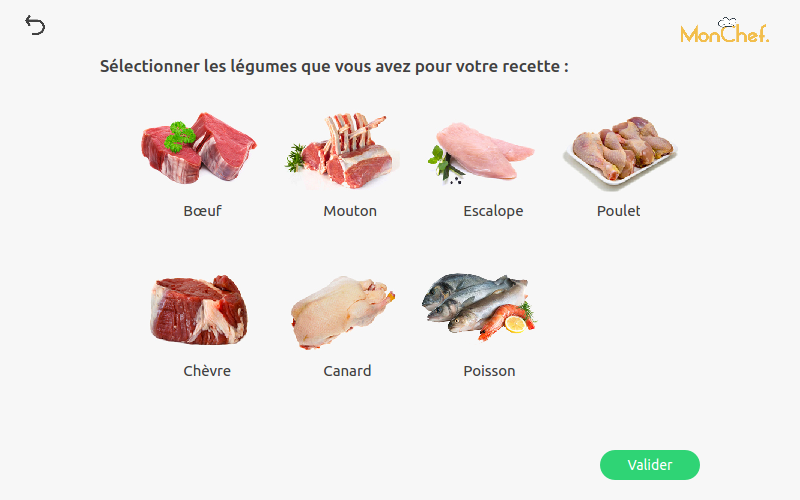 MonChef.
Sélectionner les légumes que vous avez pour votre recette :
Bœuf
Mouton
Escalope
Poulet
Chèvre
Canard
Poisson
Valider